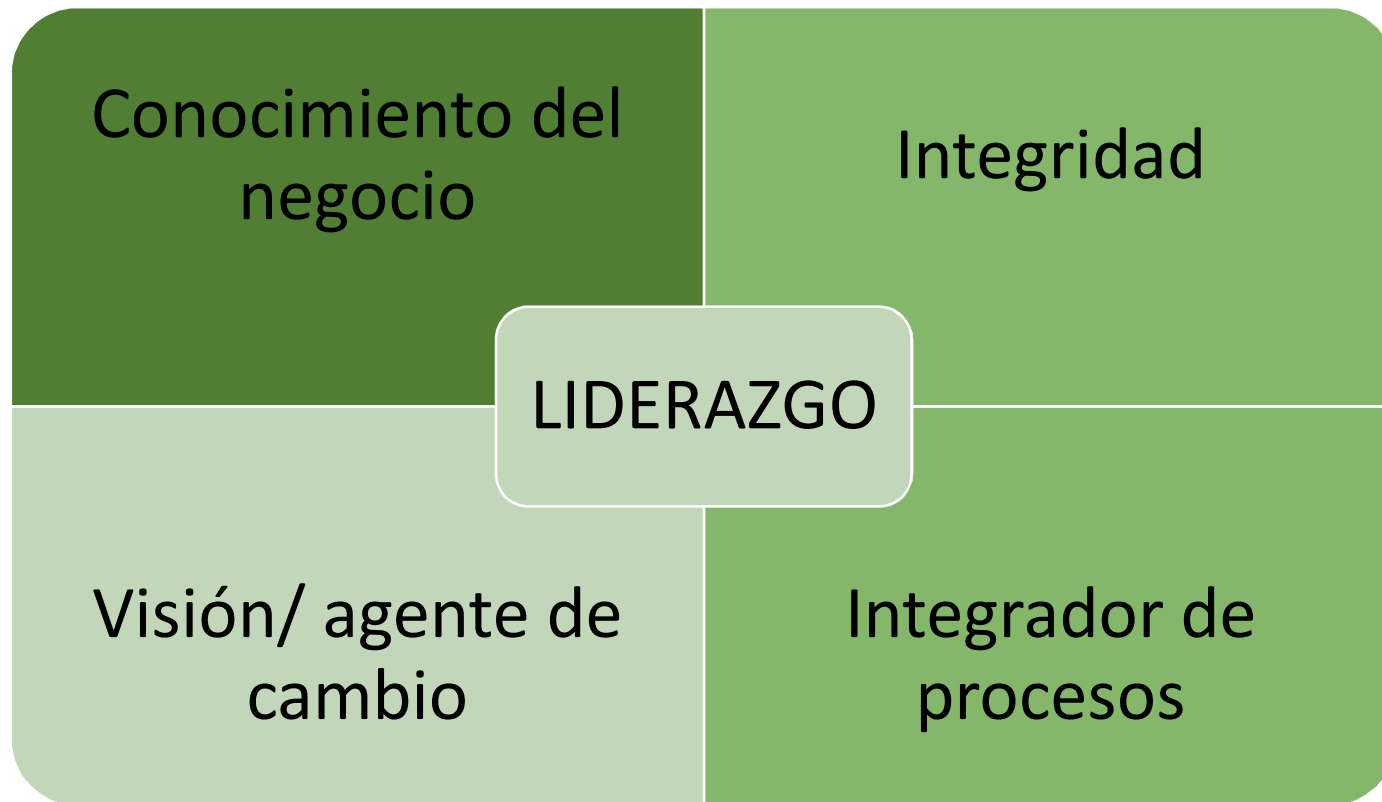 Conocimiento del
negocio
Integridad
LIDERAZGO
Visión/ agente de
cambio
Integrador de
procesos